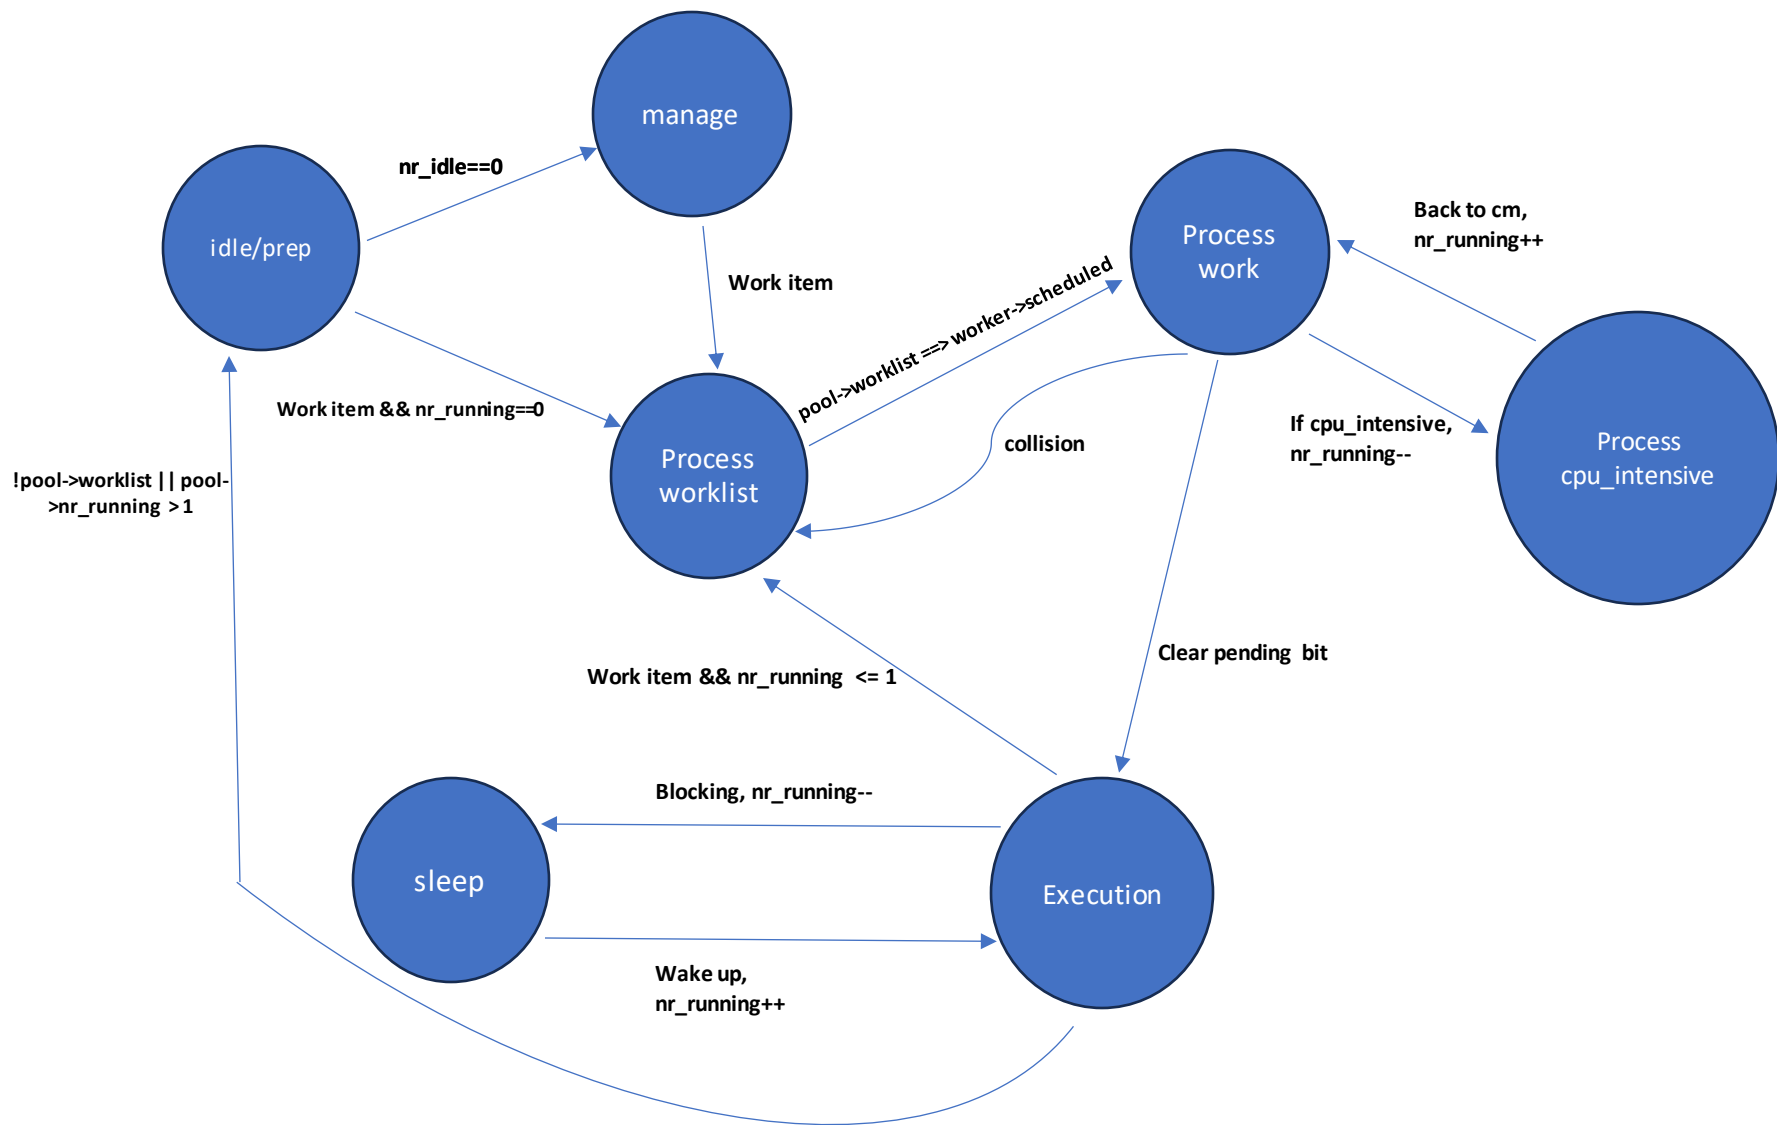 manage
nr_idle==0
idle/prep
Process
work
Back to cm,
nr_running++
Work item
pool->worklist ==> worker->scheduled
Work item && nr_running==0
collision
If cpu_intensive,
nr_running--
Process
cpu_intensive
Process
worklist
!pool->worklist || pool-
>nr_running > 1
Clear pending bit
Work item && nr_running <= 1
Blocking, nr_running--
sleep
Execution
Wake up,
nr_running++